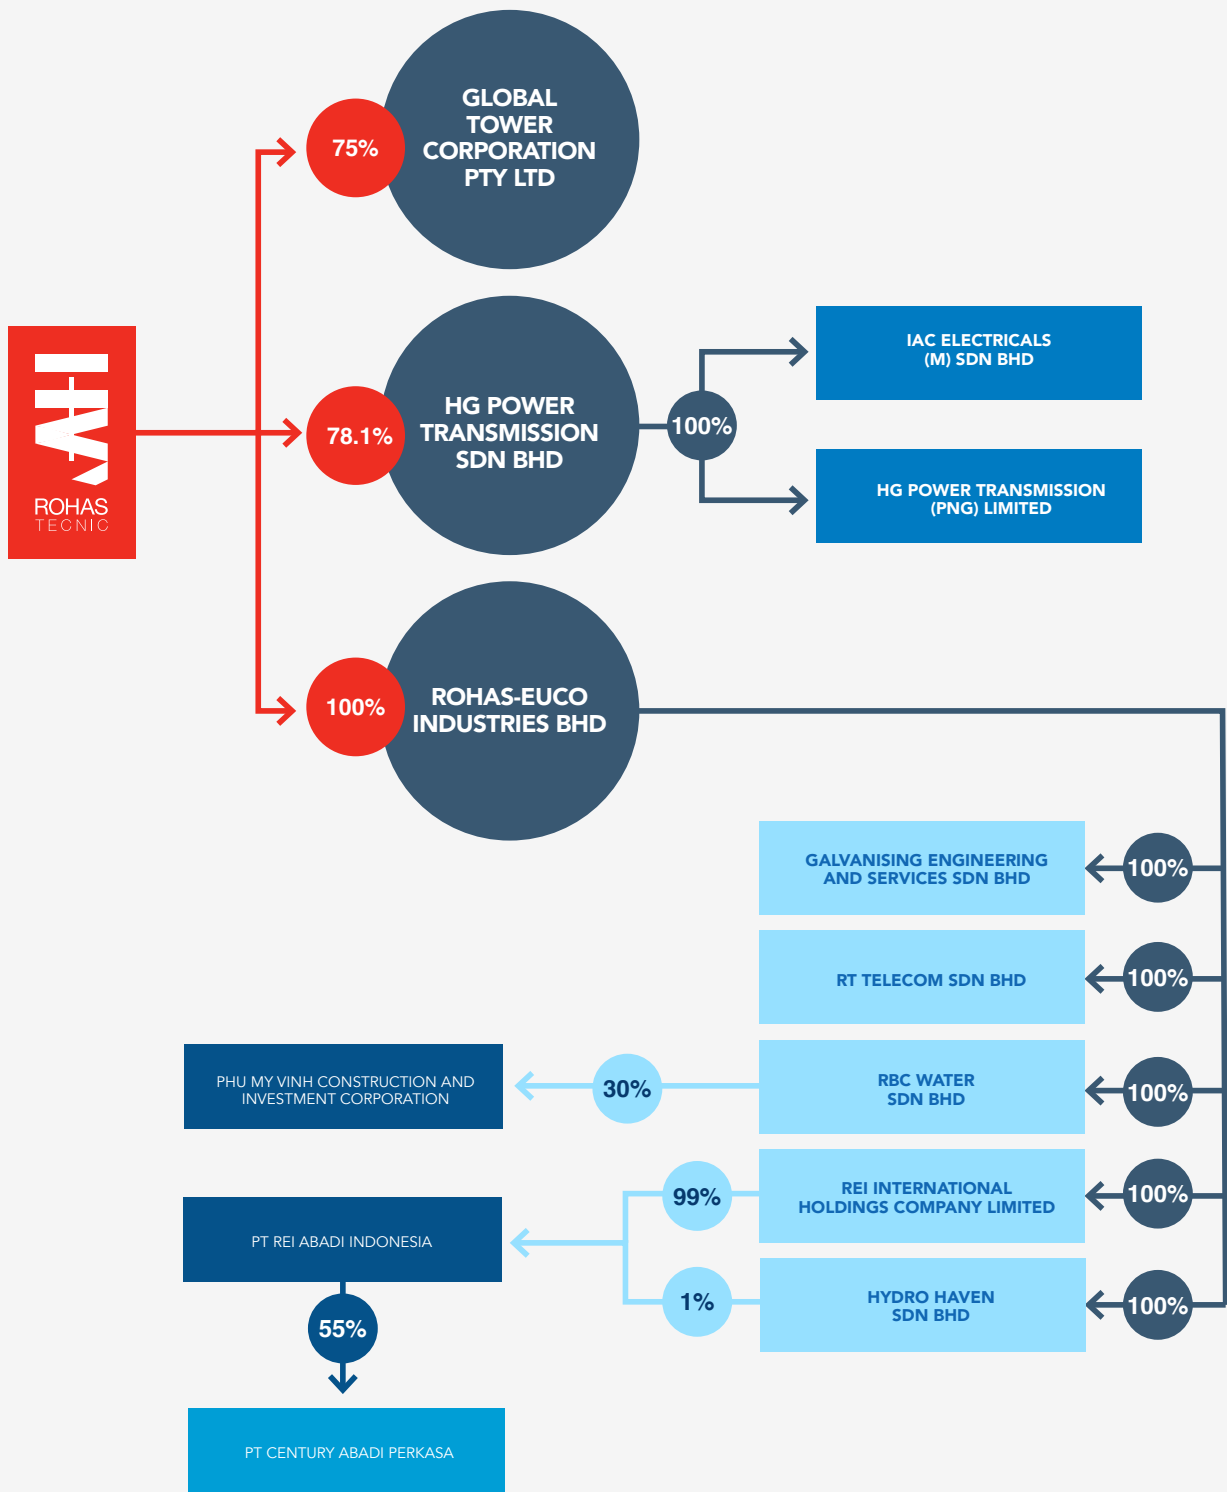 GLOBAL
TOWER
CORPORATION
PTY LTD
75%
ROHAS
TECNIC
78.1%
HG POWER
TRANSMISSION
SDN BHD
100%
IAC ELECTRICALS
(M) SDN BHD
HG POWER TRANSMISSION
(PNG) LIMITED
100%
ROHAS-EUCO
INDUSTRIES BHD
GALVANISING ENGINEERING
AND SERVICES SDN BHD
100%
RT TELECOM SDN BHD
100%
PHU MY VINH CONSTRUCTION AND
INVESTMENT CORPORATION
30%
RBC WATER
SDN BHD
100%
PT REI ABADI INDONESIA
99%
REI INTERNATIONAL
HOLDINGS COMPANY LIMITED
100%
1%
HYDRO HAVEN
SDN BHD
100%
55%
PT CENTURY ABADI PERKASA